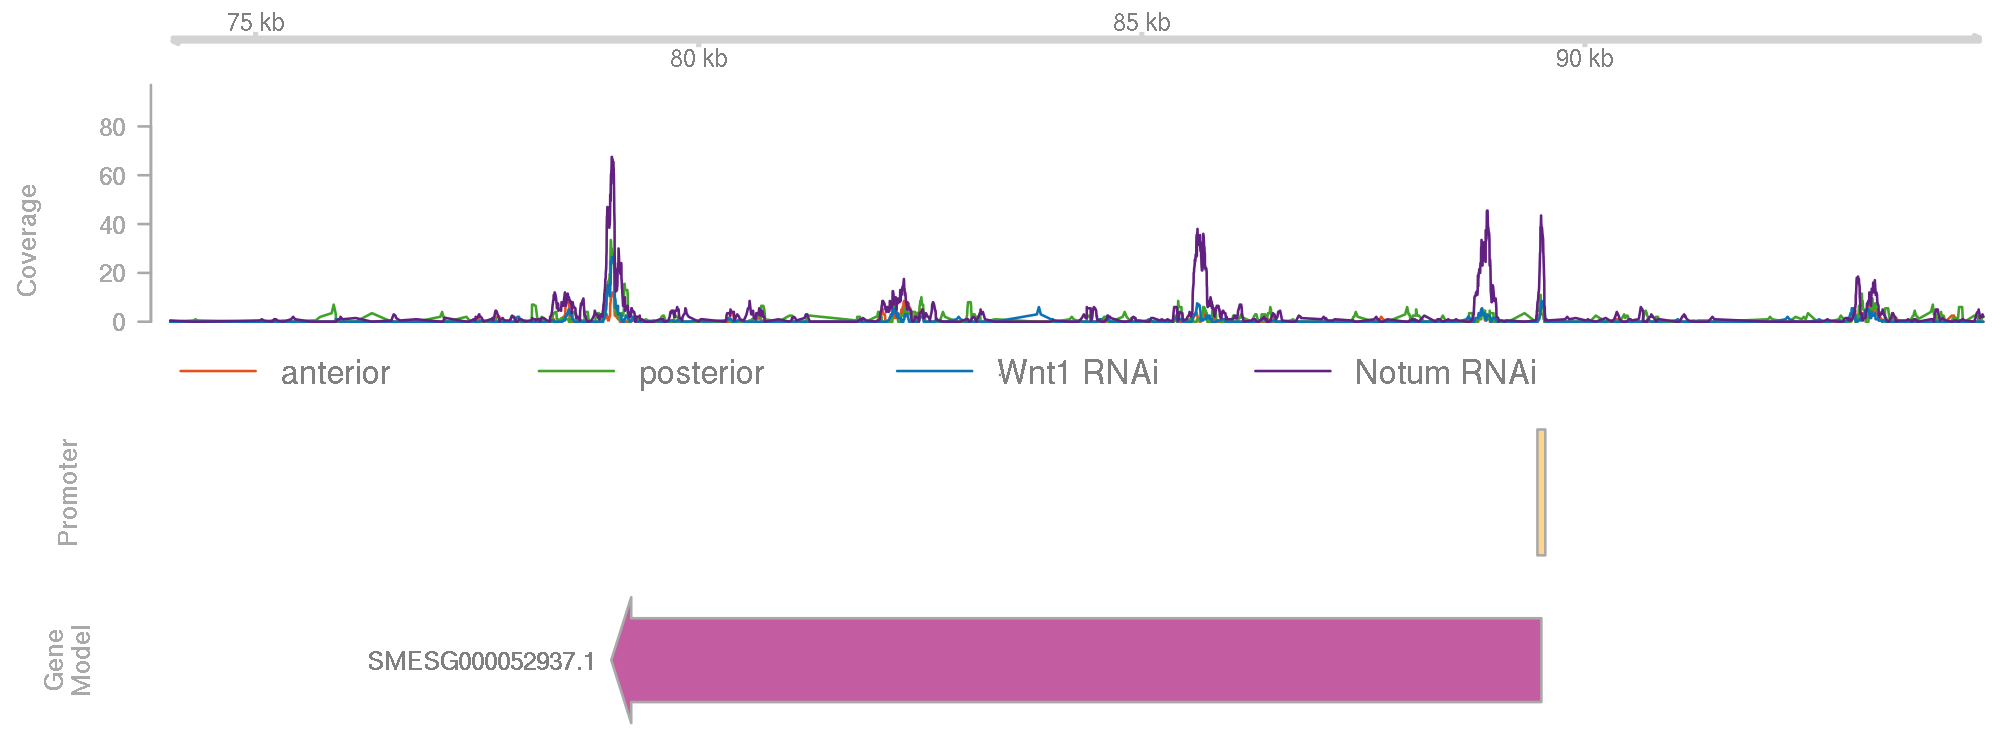 75 kb
85 kb
80 kb
90 kb
Coverage
80
60
40
20
0
anterior
posterior
Wnt1 RNAi
Notum RNAi
Promoter
Gene
Model
SMESG000052937.1